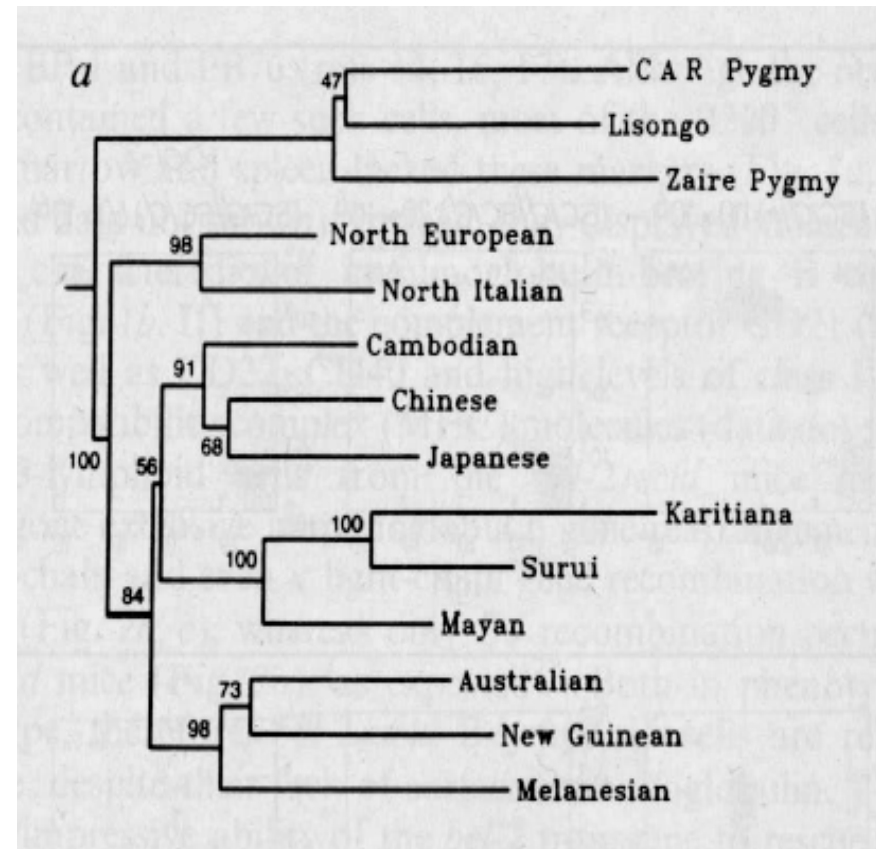 a
47
C A R Pygmy
Lisongo
Zaire Pygmy
98
North European
North Italian
91
Cambodian
Chinese
68
Japanese
100
56
100
Karitiana
Surui
100
Mayan
84
73
Australian
98
New Guinean
Melanesian